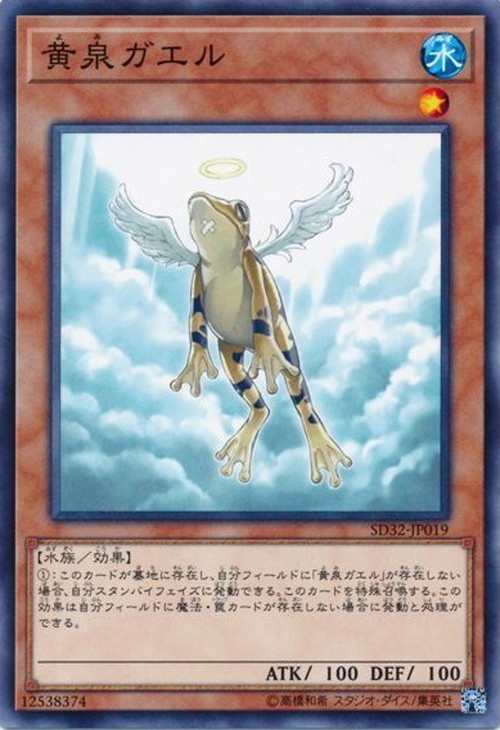 黄泉ガエル
水
SD32-JP019
【水族/効果】
①:このカードが墓地に存在し、自分フィールドに「黄泉ガエル」が存在しない
場合、自分スタンバイフェイズに発動できる。このカードを特殊召喚する。この
効果は自分フィールドに魔法・罠カードが存在しない場合に発動と処理が
できる。
ATK/ 100 DEF/ 100
12538374
©高橋和希 スタジオ・ダイス/集英社